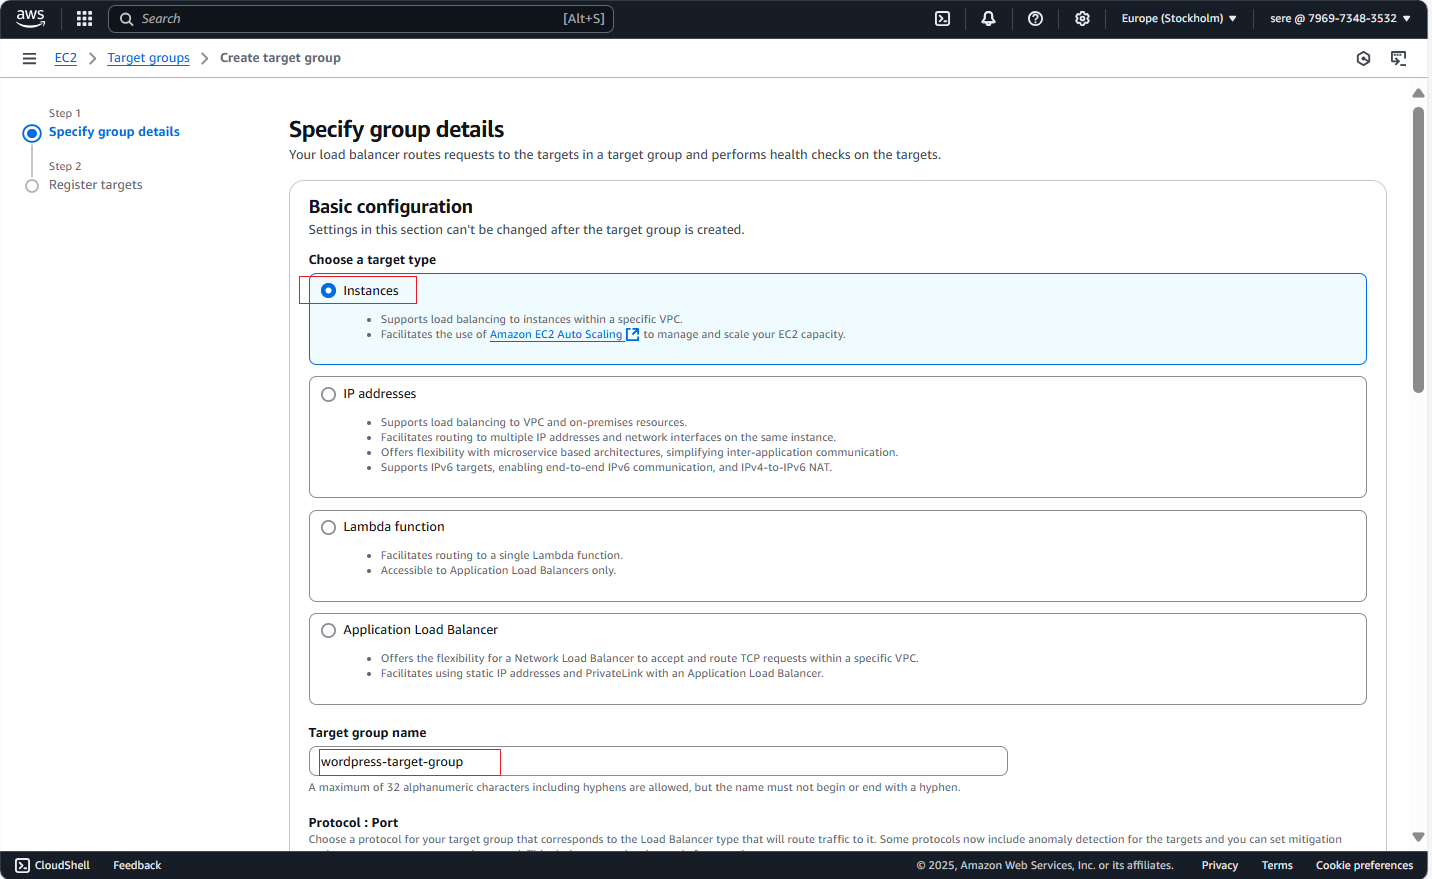 aws
Search
[Alt+S]
Europe (Stockholm)
sere @ 7969-7348-3532
EC2
Target groups
Create target group
Step 1
Specify group details
Step 2
Register targets
Specify group details
Your load balancer routes requests to the targets in a target group and performs health checks on the targets.
Basic configuration
Settings in this section can't be changed after the target group is created.
Choose a target type
Instances
Supports load balancing to instances within a specific VPC.
Facilitates the use of Amazon EC2 Auto Scaling to manage and scale your EC2 capacity.
IP addresses
Supports load balancing to VPC and on-premises resources.
Facilitates routing to multiple IP addresses and network interfaces on the same instance.
Offers flexibility with microservice based architectures, simplifying inter-application communication.
Supports IPv6 targets, enabling end-to-end IPv6 communication, and IPv4-to-IPv6 NAT.
Lambda function
Facilitates routing to a single Lambda function.
Accessible to Application Load Balancers only.
Application Load Balancer
Offers the flexibility for a Network Load Balancer to accept and route TCP requests within a specific VPC.
Facilitates using static IP addresses and PrivateLink with an Application Load Balancer.
Target group name
wordpress-target-group
A maximum of 32 alphanumeric characters including hyphens are allowed, but the name must not begin or end with a hyphen.
Protocol : Port
Choose a protocol for your target group that corresponds to the Load Balancer type that will route traffic to it. Some protocols now include anomaly detection for the targets and you can set mitigation
CloudShell
Feedback
© 2025, Amazon Web Services, Inc. or its affiliates.
Privacy
Terms
Cookie preferences